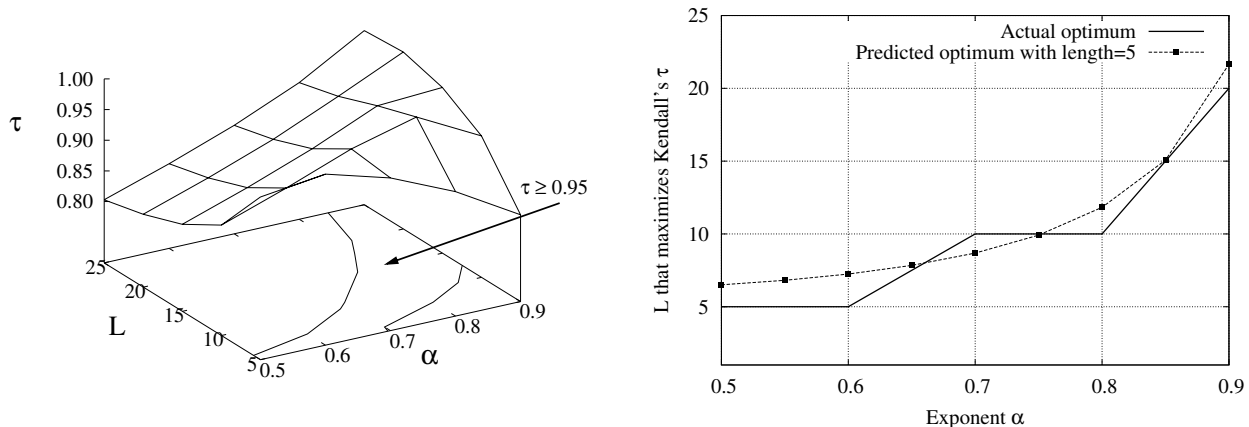 1.00
0.95
0.90
0.85
0.80
τ
τ ≥ 0.95
25
20
15
10
5
L
0.5
0.6
0.7
0.8
0.9
α
25
20
15
10
5
L that maximizes Kendall's τ
Actual optimum
Predicted optimum with length=5
0.5 0.6 0.7 0.8 0.9
Exponent α